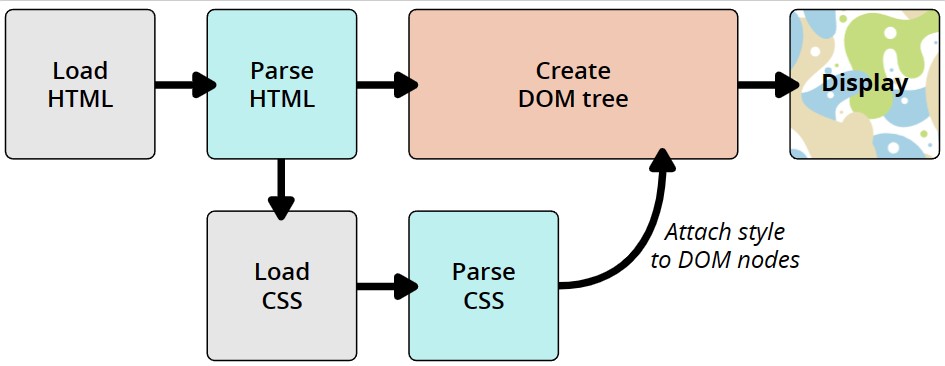 Load
HTML
Parse
HTML
Create
DOM tree
Display
Load
CSS
Parse
CSS
Attach style
to DOM nodes